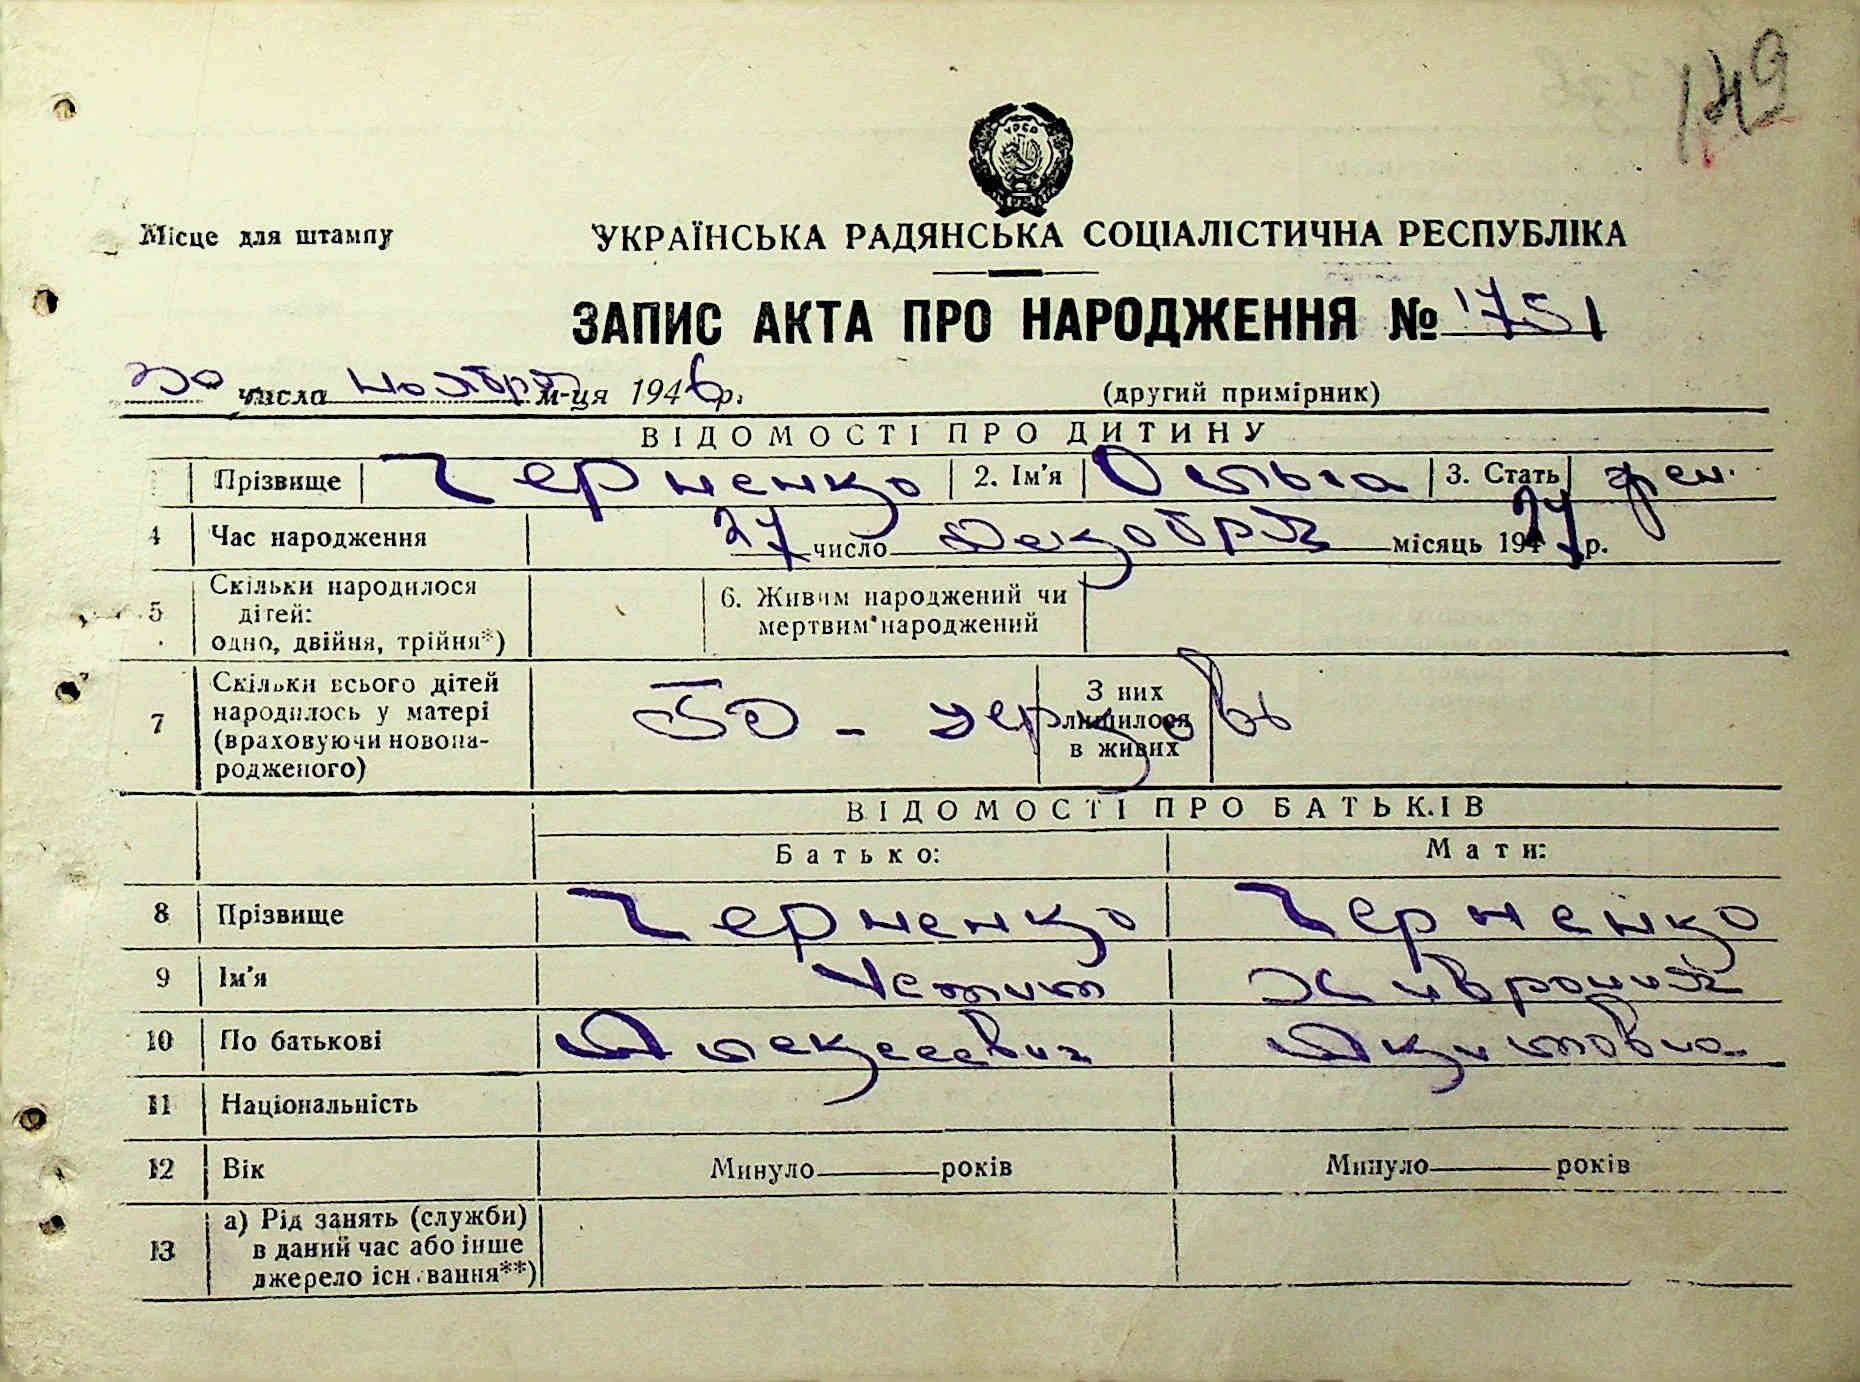 149
Місце для штампу
УКРАЇНСЬКА РАДЯНСЬКА СОЦІАЛІСТИЧНА РЕСПУБЛІКА
ЗАПИС АКТА ПРО НАРОДЖЕННЯ № 1751
30 числа ноября м-ця 1946 р. (другий примірник)
ВІДОМОСТІ ПРО ДИТИНУ
Прізвище Черненко 2. Ім'я Ольга 3. Стать жен.
4 Час народження 27 число декабря місяць 1927 р.
5 Скільки народилося дітей: одно, двійня, трійня*) 6. Живим народжений чи мертвим народжений
7 Скільки всього дітей народилось у матері (враховуючи новонародженого) З них лишилося в живих
церковь
ВІДОМОСТІ ПРО БАТЬКІВ
Батько: Мати:
8 Прізвище Черненко Черненко
9 Ім'я
10 По батькові Алексеевич Акимовна
11 Національність
12 Вік Минуло років Минуло років
13 а) Рід занять (служби) в даний час або інше джерело існування**)